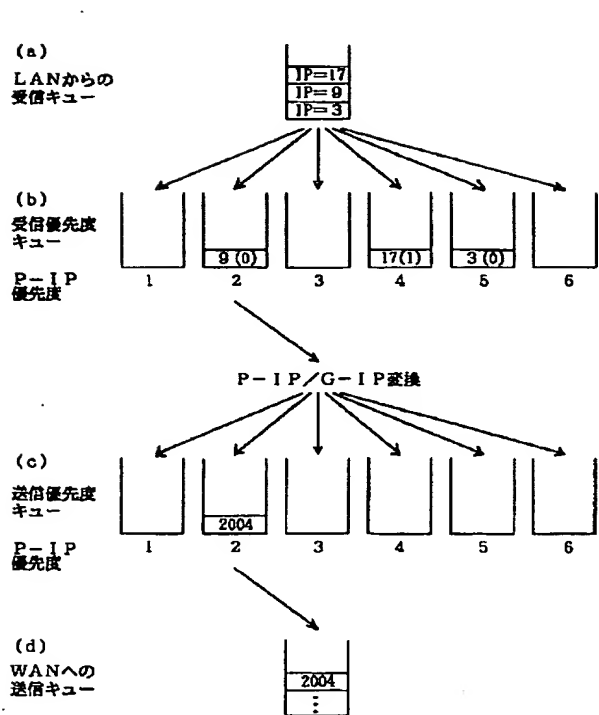 (a)
LANからの
受信キュー
IP=17
IP=9
IP=3
(b)
受信優先度
キュー
9(0)
17(1)
3(0)
P-IP
優先度
1 2 3 4 5 6
P-IP/G-IP変換
(c)
送信優先度
キュー
2004
P-IP
優先度
1 2 3 4 5 6
(d)
WANへの
送信キュー
2004
⋮